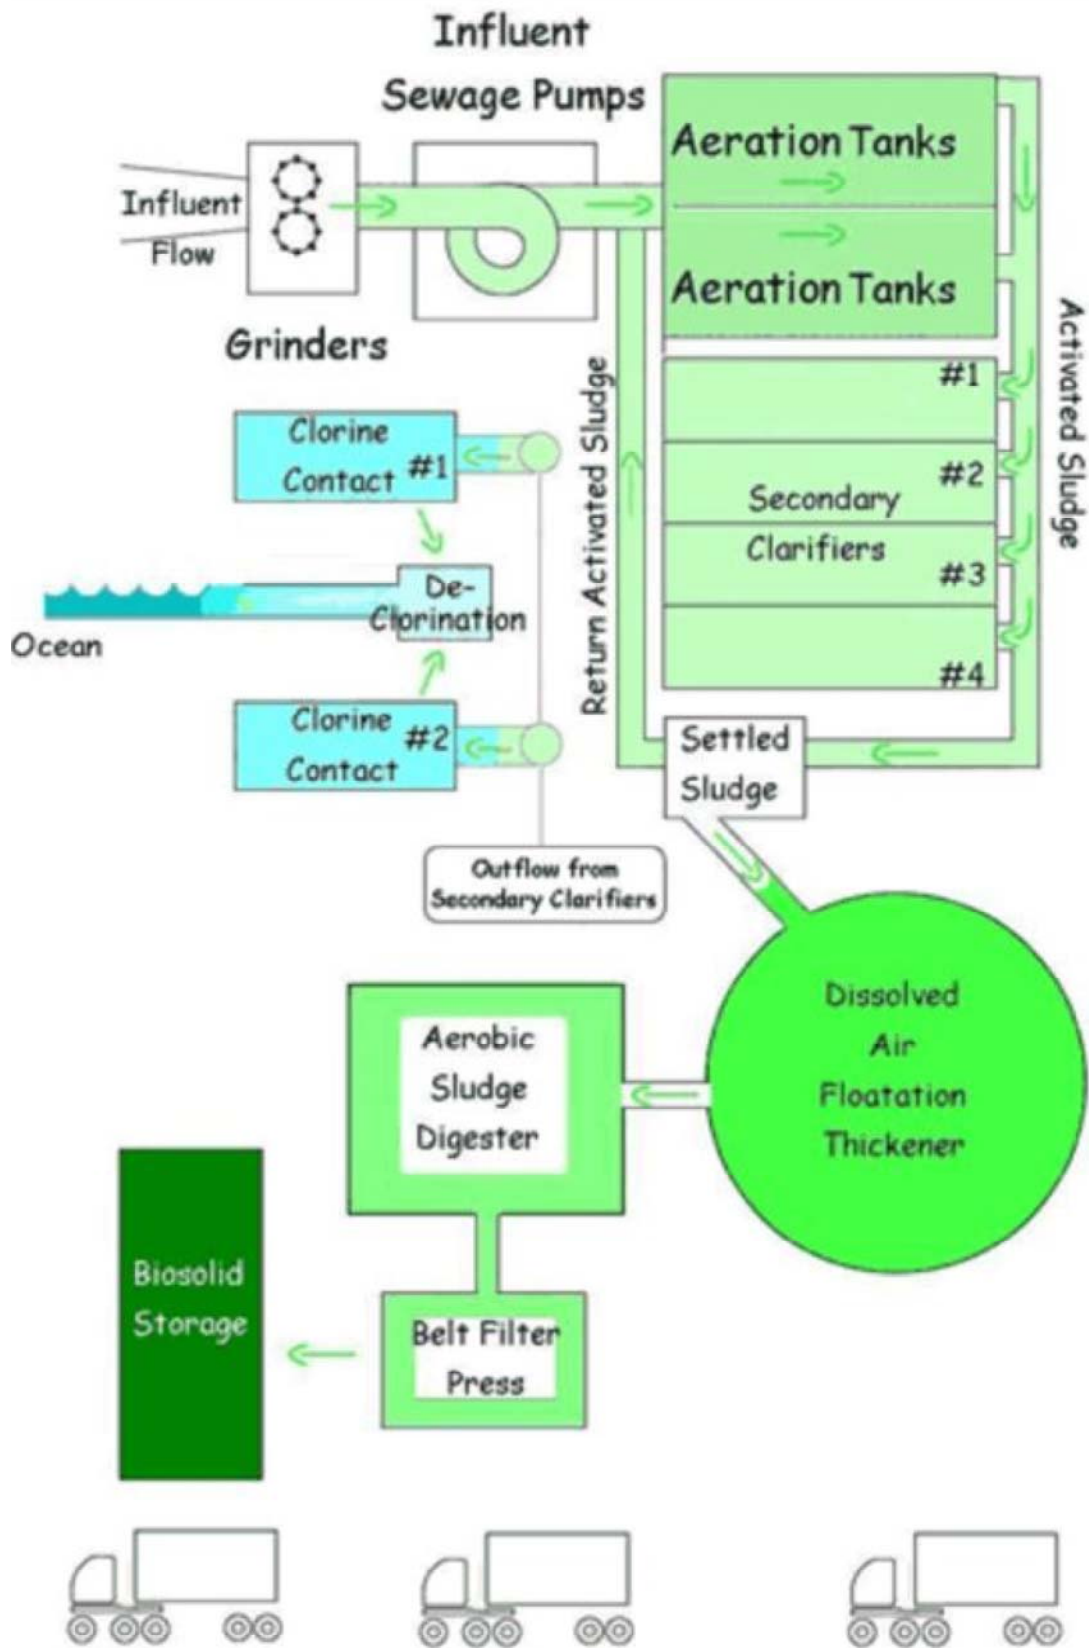 Influent
Sewage Pumps
Influent
Flow
Grinders
Aeration Tanks
Aeration Tanks
Activated Sludge
Return Activated Sludge
#1
#2
Secondary
Clarifiers
#3
#4
Clorine
Contact #1
De-
Clorination
Ocean
Clorine
Contact #2
Settled
Sludge
Outflow from
Secondary Clarifiers
Dissolved
Air
Floatation
Thickener
Aerobic
Sludge
Digester
Biosolid
Storage
Belt Filter
Press